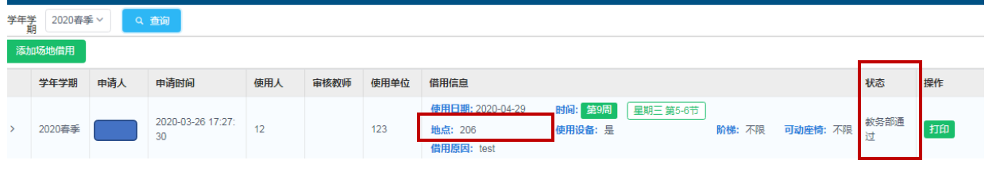 学年学期 2020春季 查询
添加场地借用
学年学期 申请人 申请时间 使用人 审核教师 使用单位 借用信息 状态 操作
使用日期: 2020-04-29 时间: 第9周 星期三 第5-6节
2020春季 2020-03-26 17:27:30 12 123 地点: 206 使用设备: 是 阶梯: 不限 可动座椅: 不限 教务部通过 打印
借用原因: test